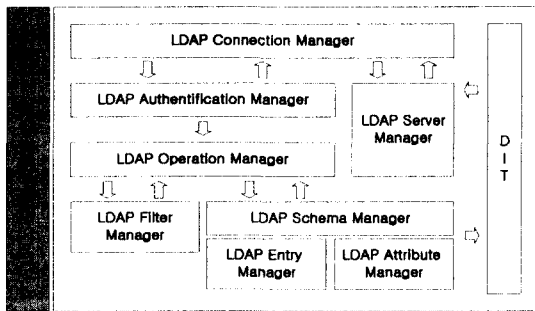 LDAP Connection Manager
LDAP Authentification Manager
LDAP Server
Manager
LDAP Operation Manager
LDAP Filter
Manager
LDAP Schema Manager
LDAP Entry
Manager
LDAP Attribute
Manager
D
I
T